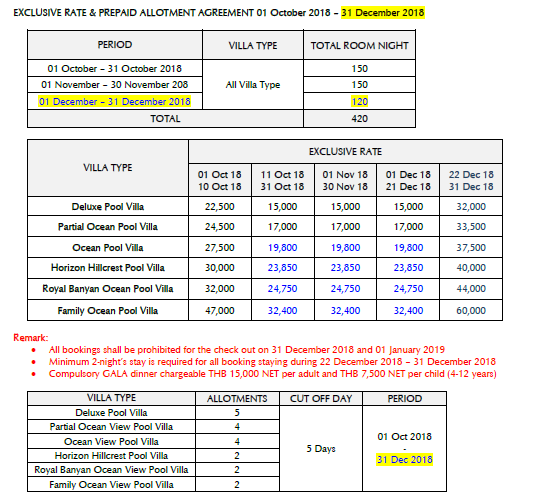 EXCLUSIVE RATE & PREPAID ALLOTMENT AGREEMENT 01 October 2018 – 31 December 2018
PERIOD VILLA TYPE TOTAL ROOM NIGHT
01 October – 31 October 2018 150
01 November – 30 November 208 All Villa Type 150
01 December – 31 December 2018 120
TOTAL 420
EXCLUSIVE RATE
VILLA TYPE
01 Oct 18 11 Oct 18 01 Nov 18 01 Dec 18 22 Dec 18
10 Oct 18 31 Oct 18 30 Nov 18 21 Dec 18 31 Dec 18
Deluxe Pool Villa 22,500 15,000 15,000 15,000 32,000
Partial Ocean Pool Villa 24,500 17,000 17,000 17,000 33,500
Ocean Pool Villa 27,500 19,800 19,800 19,800 37,500
Horizon Hillcrest Pool Villa 30,000 23,850 23,850 23,850 40,000
Royal Banyan Ocean Pool Villa 32,000 24,750 24,750 24,750 44,000
Family Ocean Pool Villa 47,000 32,400 32,400 32,400 60,000
Remark:
• All bookings shall be prohibited for the check out on 31 December 2018 and 01 January 2019
• Minimum 2-night's stay is required for all booking staying during 22 December 2018 – 31 December 2018
• Compulsory GALA dinner chargeable THB 15,000 NET per adult and THB 7,500 NET per child (4-12 years)
VILLA TYPE ALLOTMENTS CUT OFF DAY PERIOD
Deluxe Pool Villa 5
Partial Ocean View Pool Villa 4
Ocean View Pool Villa 4 01 Oct 2018
Horizon Hillcrest Pool Villa 2 5 Days -
Royal Banyan Ocean View Pool Villa 2 31 Dec 2018
Family Ocean View Pool Villa 2